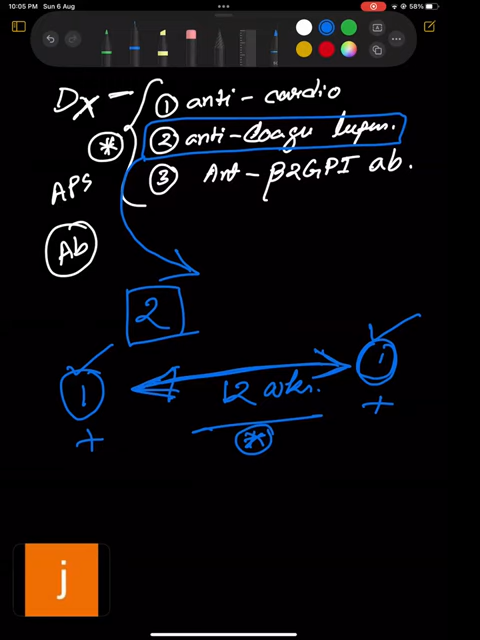 10:05 PM Sun 6 Aug 58%
Dx - ① anti-cardio
* ② anti-Coagu lupus.
APS ③ Ant-β2GPI ab.
Ab
2
1 12 wks. 1
+ * +
j